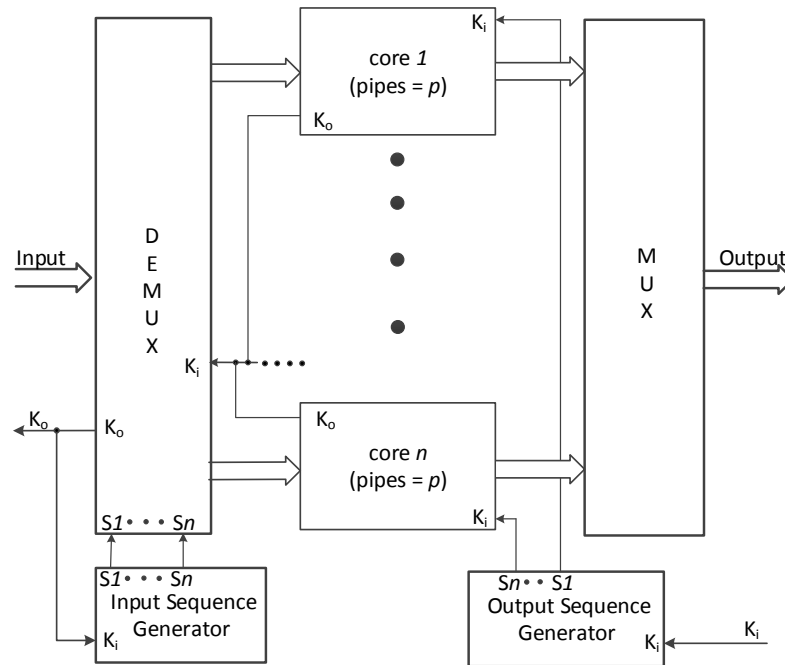 Input
D
E
M
U
X
Ki
Ko
Ko
S1 • • • Sn
S1 • • • Sn
Input Sequence
Generator
Ki
Ki
core 1
(pipes = p)
Ko
Ko
core n
(pipes = p)
Ki
M
U
X
Output
Sn • • S1
Output Sequence
Generator
Ki
Ki